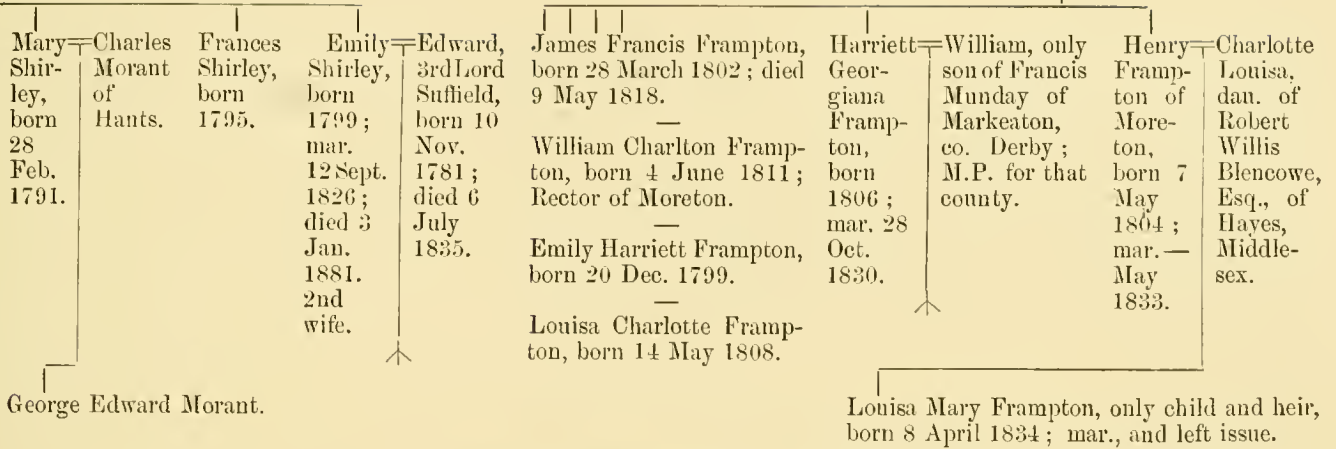 Mary=Charles
Shir-
ley,
born
28
Feb.
1791.
Morant
of
Hants.
Frances
Shirley,
born
1795.
Emily=Edward,
Shirley,
born
1799 ;
mar.
12 Sept.
1826 ;
died 3
Jan.
1881.
2nd
wife.
3rd Lord
Suffield,
born 10
Nov.
1781 ;
died 6
July
1835.
James Francis Frampton,
born 28 March 1802 ; died
9 May 1818.
—
William Charlton Framp-
ton, born 4 June 1811 ;
Rector of Moreton.
—
Emily Harriett Frampton,
born 20 Dec. 1799.
—
Louisa Charlotte Framp-
ton, born 14 May 1808.
Harriett=William, only
Geor-
giana
Framp-
ton,
born
1806 ;
mar. 28
Oct.
1830.
son of Francis
Munday of
Markeaton,
co. Derby ;
M.P. for that
county.
Henry=Charlotte
Framp-
ton of
More-
ton,
born 7
May
1804 ;
mar. —
May
1833.
Louisa,
dau. of
Robert
Willis
Blencowe,
Esq., of
Hayes,
Middle-
sex.
George Edward Morant.
Louisa Mary Frampton, only child and heir,
born 8 April 1834 ; mar., and left issue.